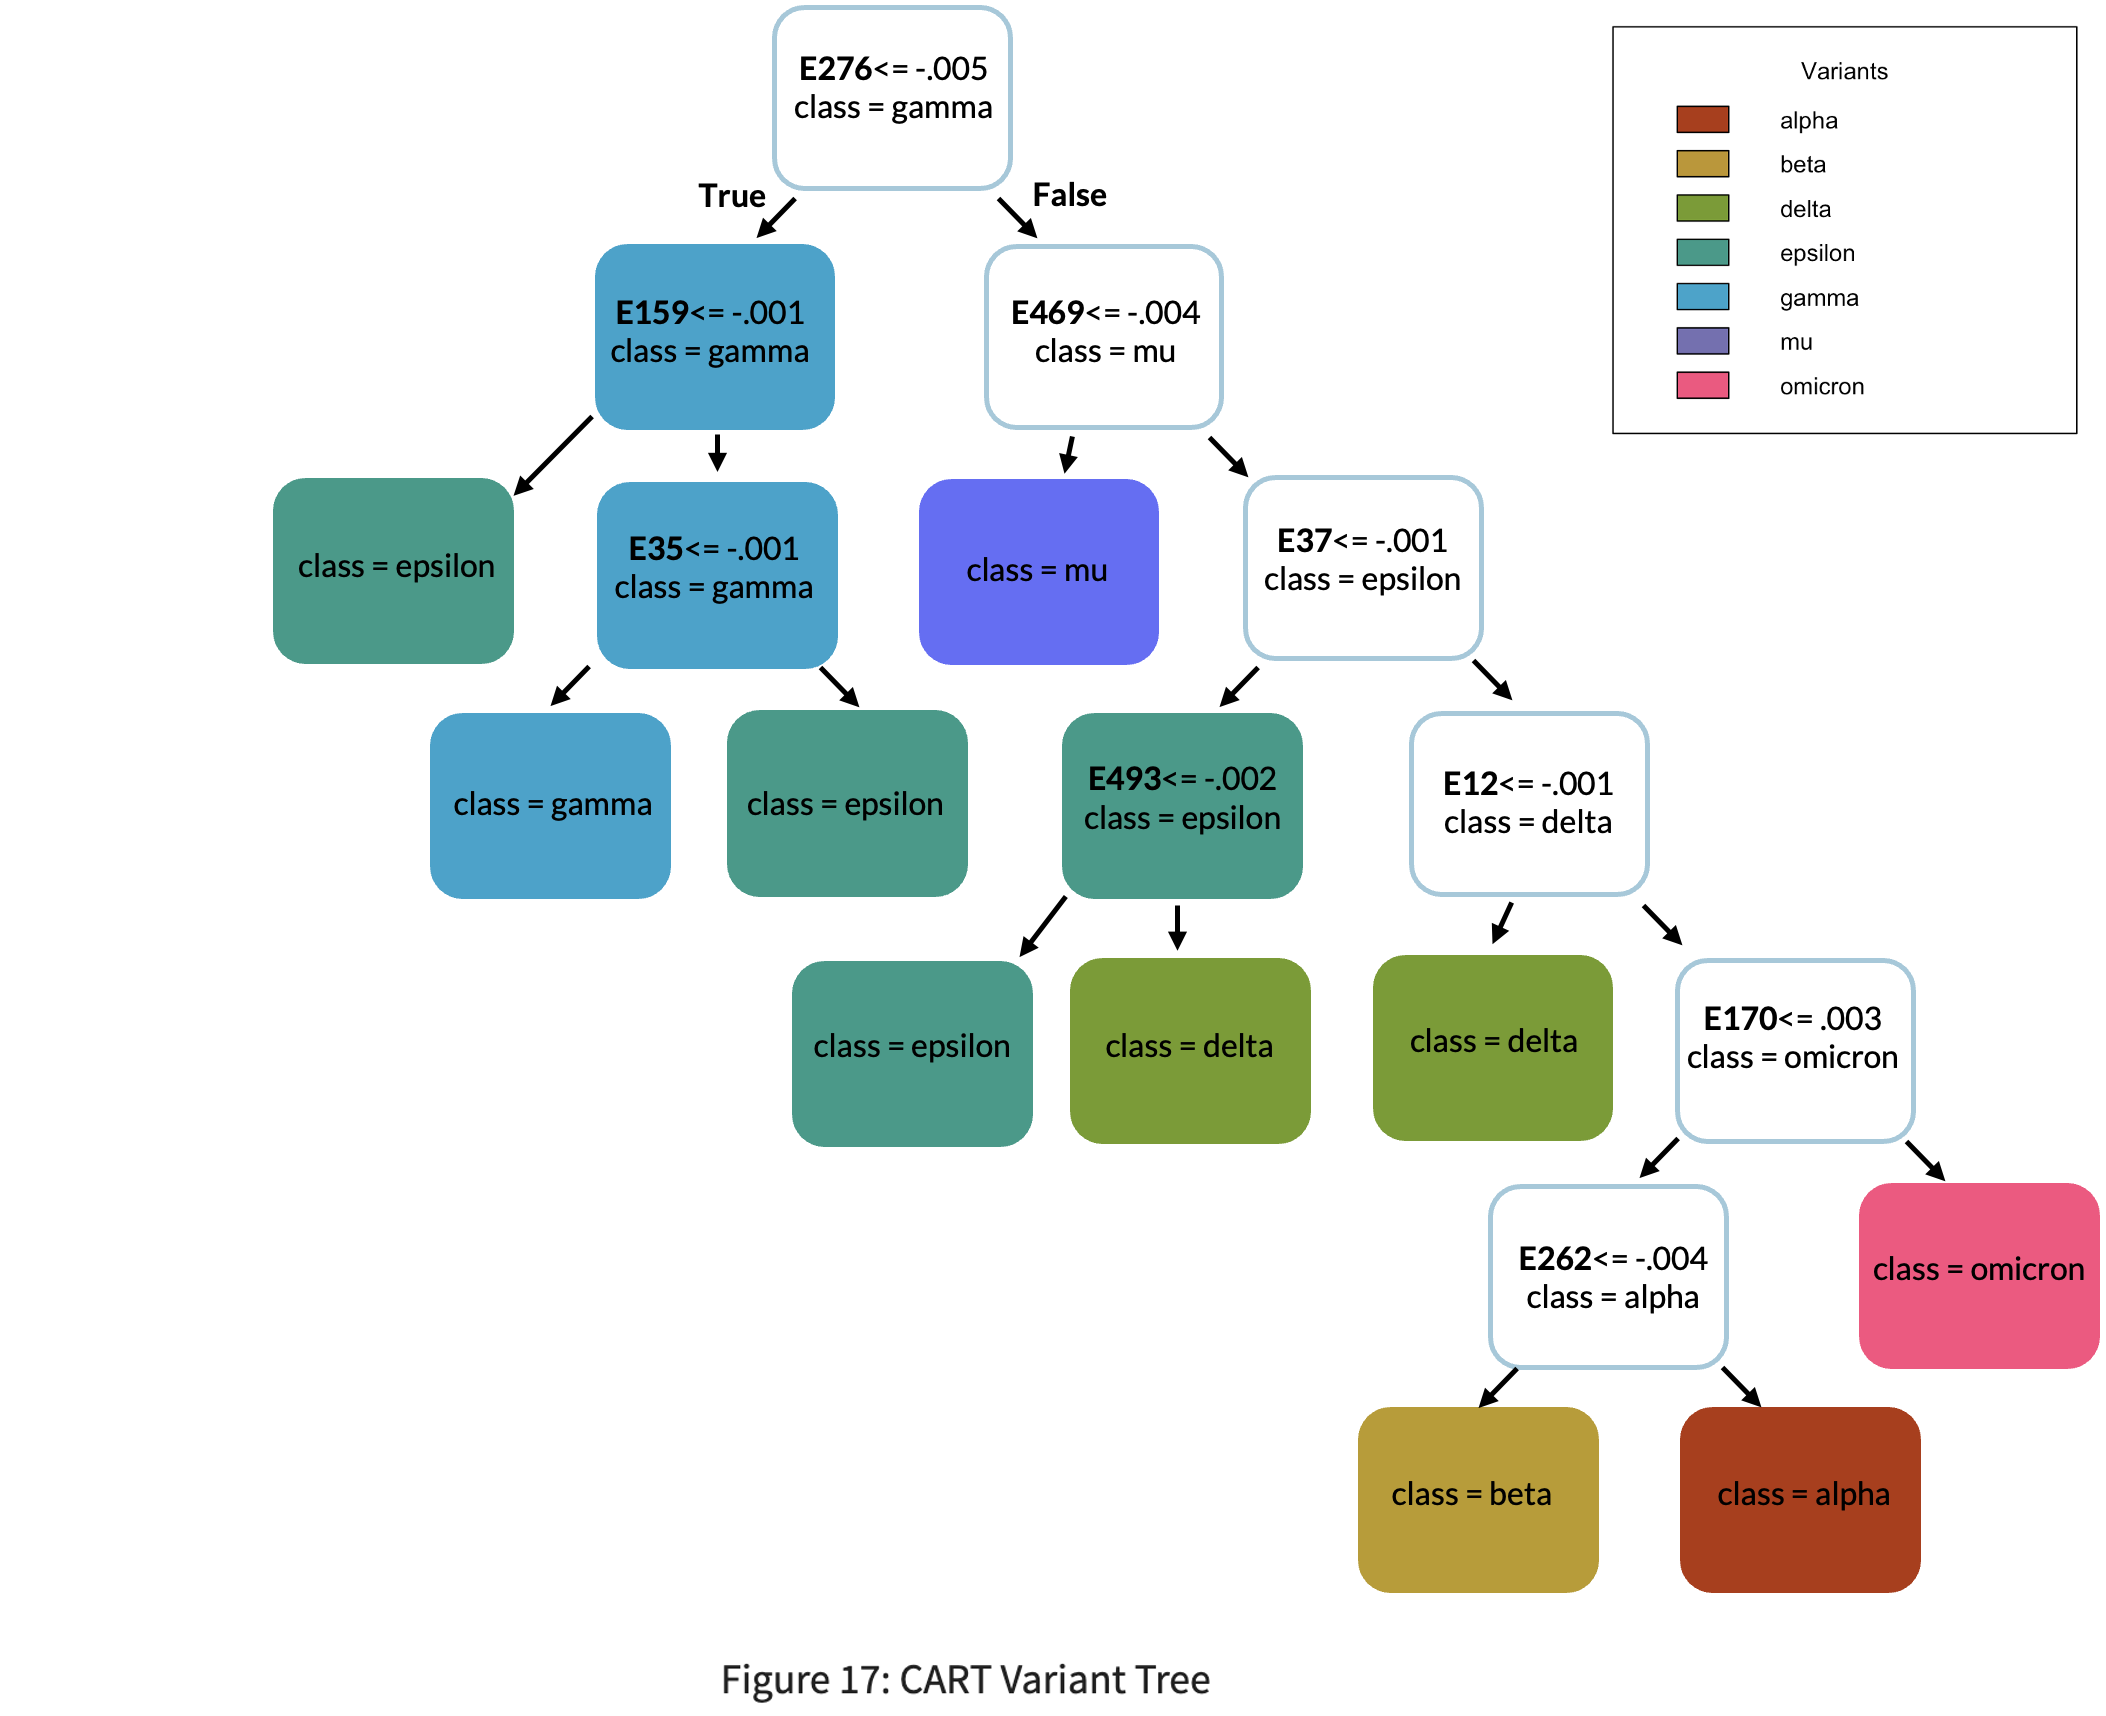 E276<= -.005
class = gamma
Variants
alpha
beta
delta
epsilon
gamma
mu
omicron
True
False
E159<= -.001
class = gamma
E469<= -.004
class = mu
class = epsilon
E35<= -.001
class = gamma
class = mu
E37<= -.001
class = epsilon
class = gamma
class = epsilon
E493<= -.002
class = epsilon
E12<= -.001
class = delta
class = epsilon
class = delta
class = delta
E170<= .003
class = omicron
E262<= -.004
class = alpha
class = omicron
class = beta
class = alpha
Figure 17: CART Variant Tree